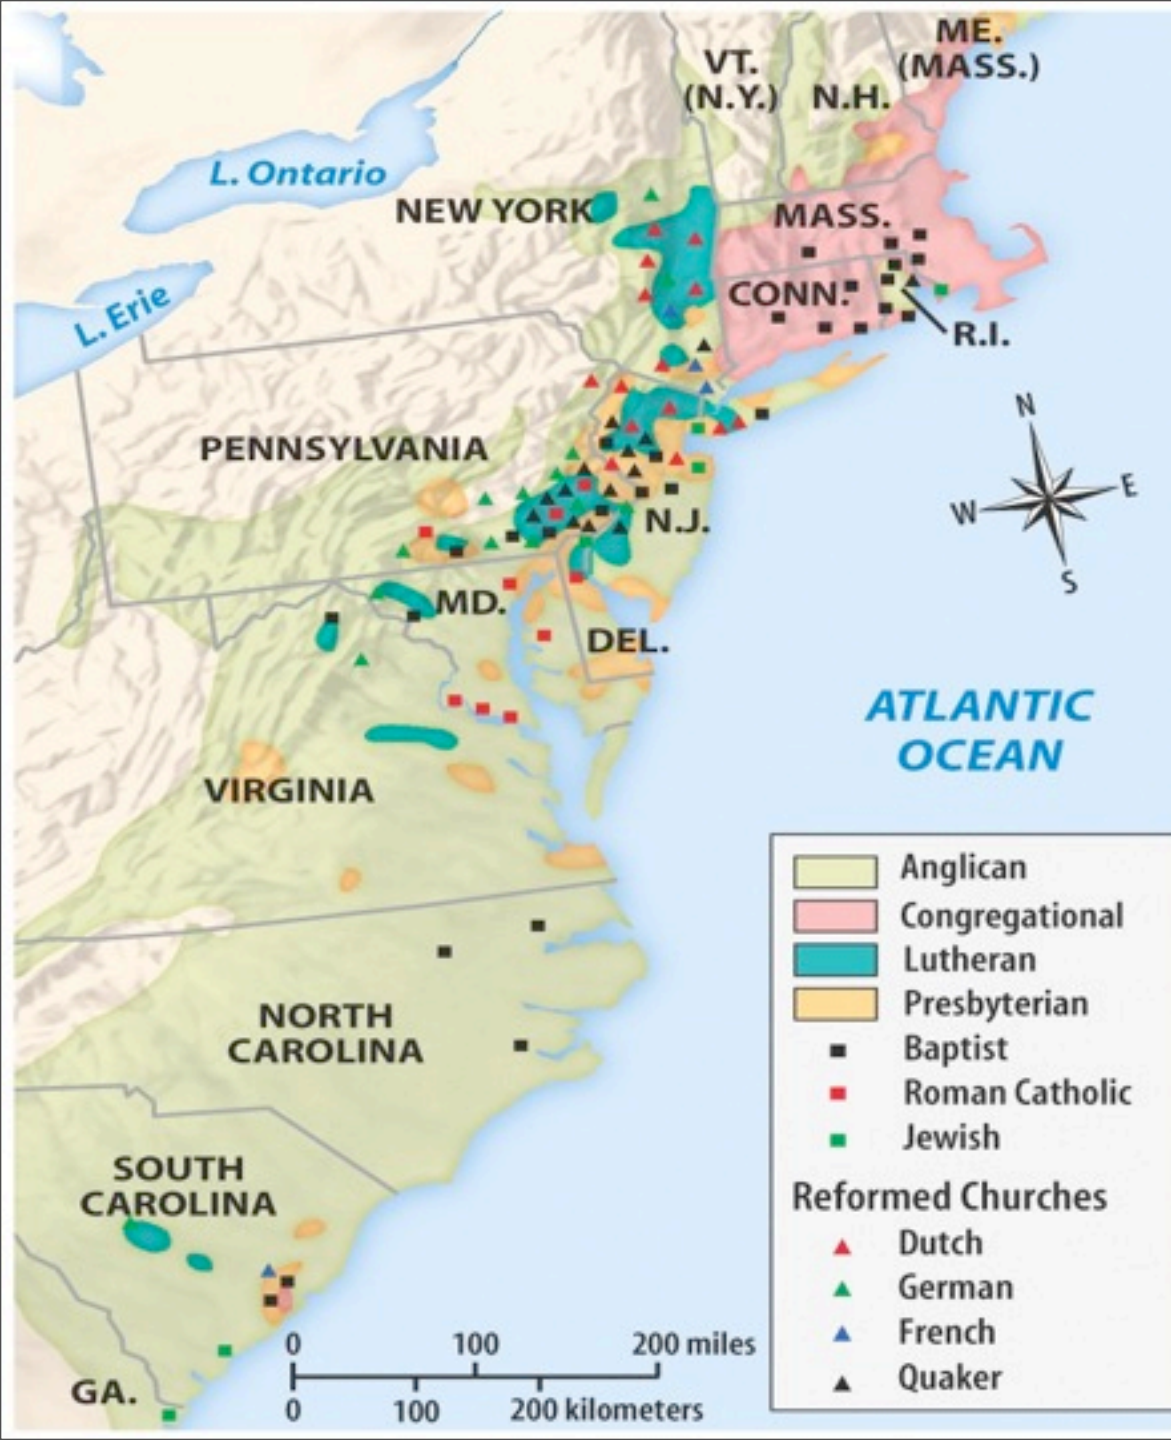 ME.
(MASS.)
VT.
(N.Y.)
N.H.
L. Ontario
NEW YORK
MASS.
L. Erie
CONN.
R.I.
N
PENNSYLVANIA
W
E
N.J.
S
MD.
DEL.
ATLANTIC
OCEAN
VIRGINIA
NORTH
CAROLINA
SOUTH
CAROLINA
GA.
0 100 200 miles
0 100 200 kilometers
Anglican
Congregational
Lutheran
Presbyterian
Baptist
Roman Catholic
Jewish
Reformed Churches
Dutch
German
French
Quaker